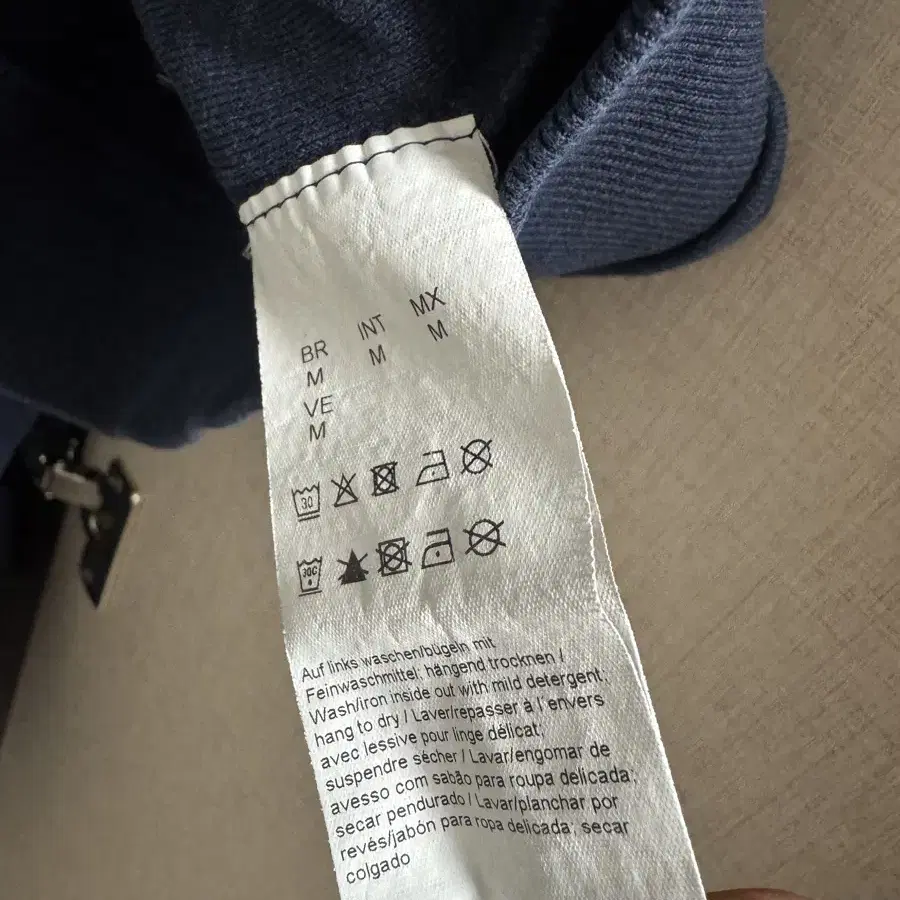 BR INT MX
M M M
VE
M
30
30C
Auf links waschen/bügeln mit
Feinwaschmittel; hängend trocknen /
Wash/iron inside out with mild detergent;
hang to dry / Laver/repasser à l'envers
avec lessive pour linge délicat;
suspendre sécher / Lavar/engomar de
avesso com sabão para roupa delicada;
secar pendurado / Lavar/planchar por
revés/jabón para ropa delicada; secar
colgado